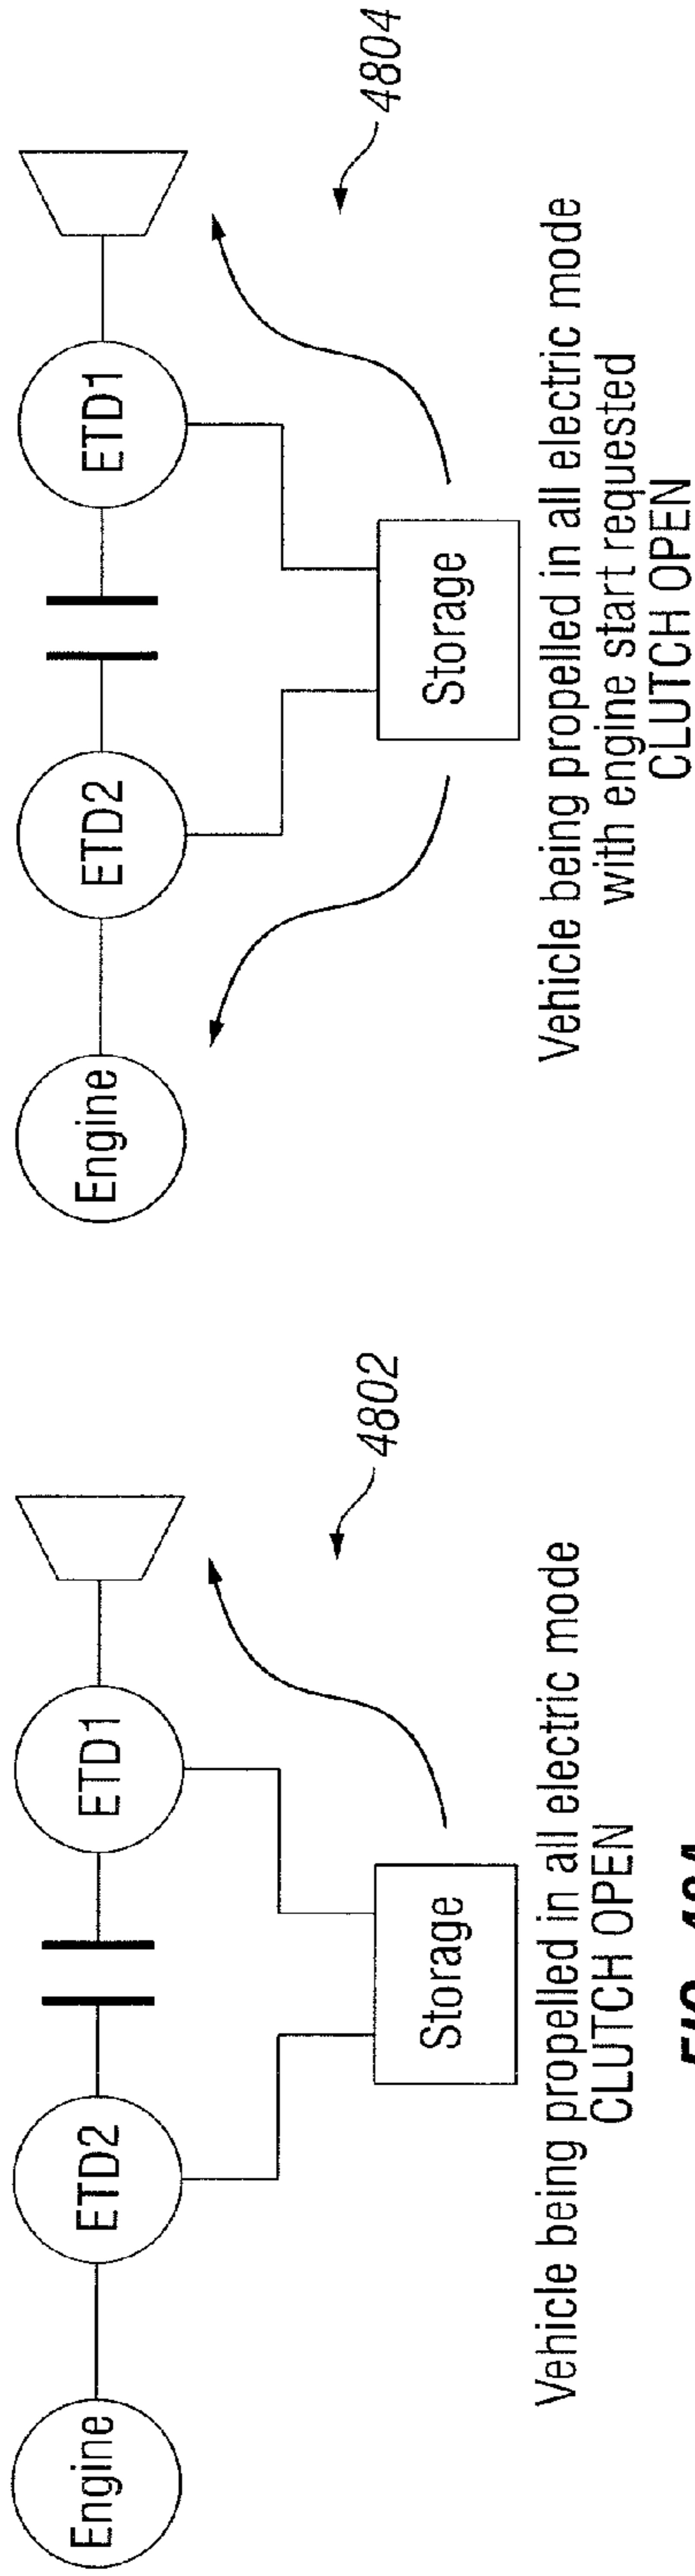 Engine
ETD2
ETD1
Storage
4802
Vehicle being propelled in all electric mode
CLUTCH OPEN
Engine
ETD2
ETD1
Storage
4804
Vehicle being propelled in all electric mode
with engine start requested
CLUTCH OPEN